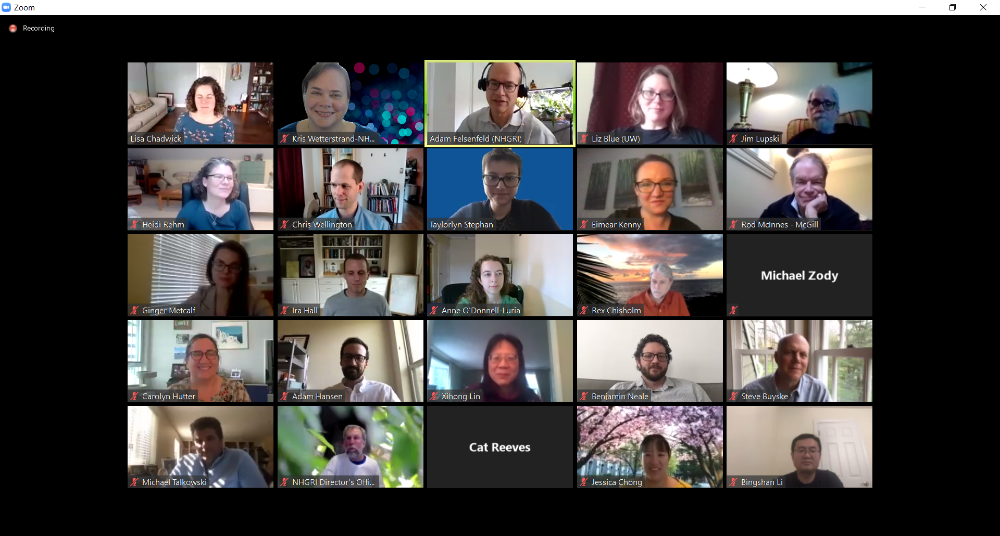 Zoom
Recording
Lisa Chadwick
Kris Wetterstrand-NH...
Adam Felsenfeld (NHGRI)
Liz Blue (UW)
Jim Lupski
Heidi Rehm
Chris Wellington
Taylorlyn Stephan
Eimear Kenny
Rod McInnes - McGill
Ginger Metcalf
Ira Hall
Anne O'Donnell-Luria
Rex Chisholm
Michael Zody
LOVE
Carolyn Hutter
Adam Hansen
Xihong Lin
Benjamin Neale
Steve Buyske
Michael Talkowski
NHGRI Director's Offi...
Cat Reeves
Jessica Chong
Bingshan Li